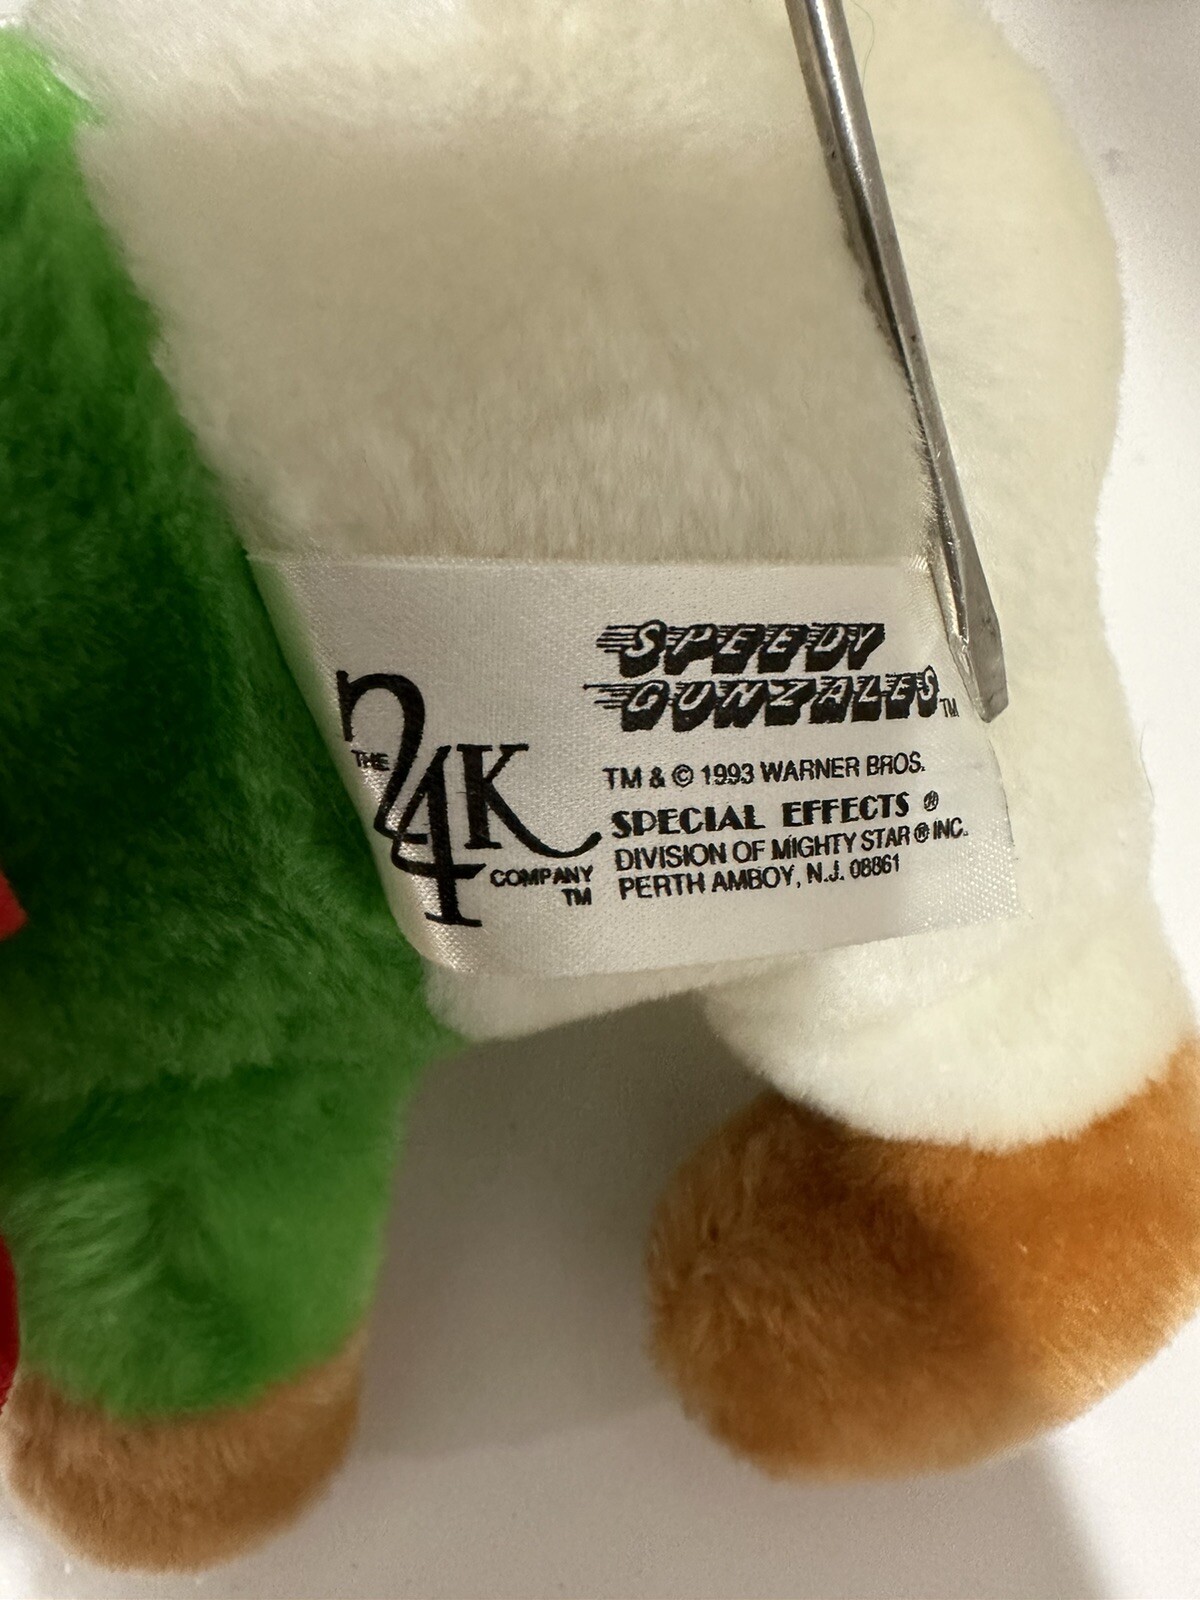 THE 24K
COMPANY
TM
SPEEDY
GUNZALES TM
TM & © 1993 WARNER BROS.
SPECIAL EFFECTS ®
DIVISION OF MIGHTY STAR ® INC.
PERTH AMBOY, N.J. 08861